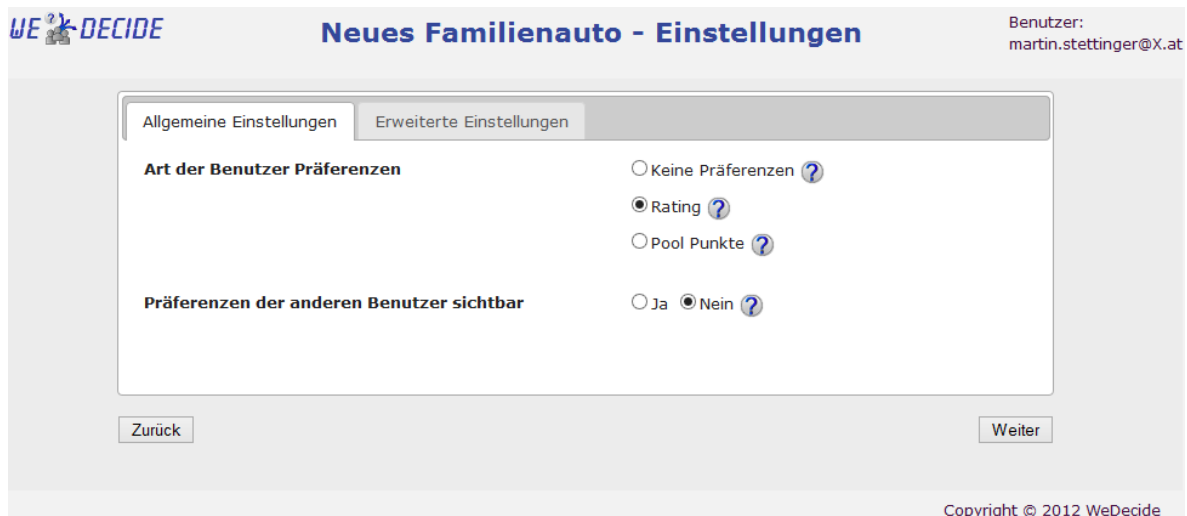 WE DECIDE
Neues Familienauto - Einstellungen
Benutzer:
martin.stettinger@X.at
Allgemeine Einstellungen
Erweiterte Einstellungen
Art der Benutzer Präferenzen
Keine Präferenzen ?
Rating ?
Pool Punkte ?
Präferenzen der anderen Benutzer sichtbar
Ja Nein ?
Zurück
Weiter
Copyright © 2012 WeDecide